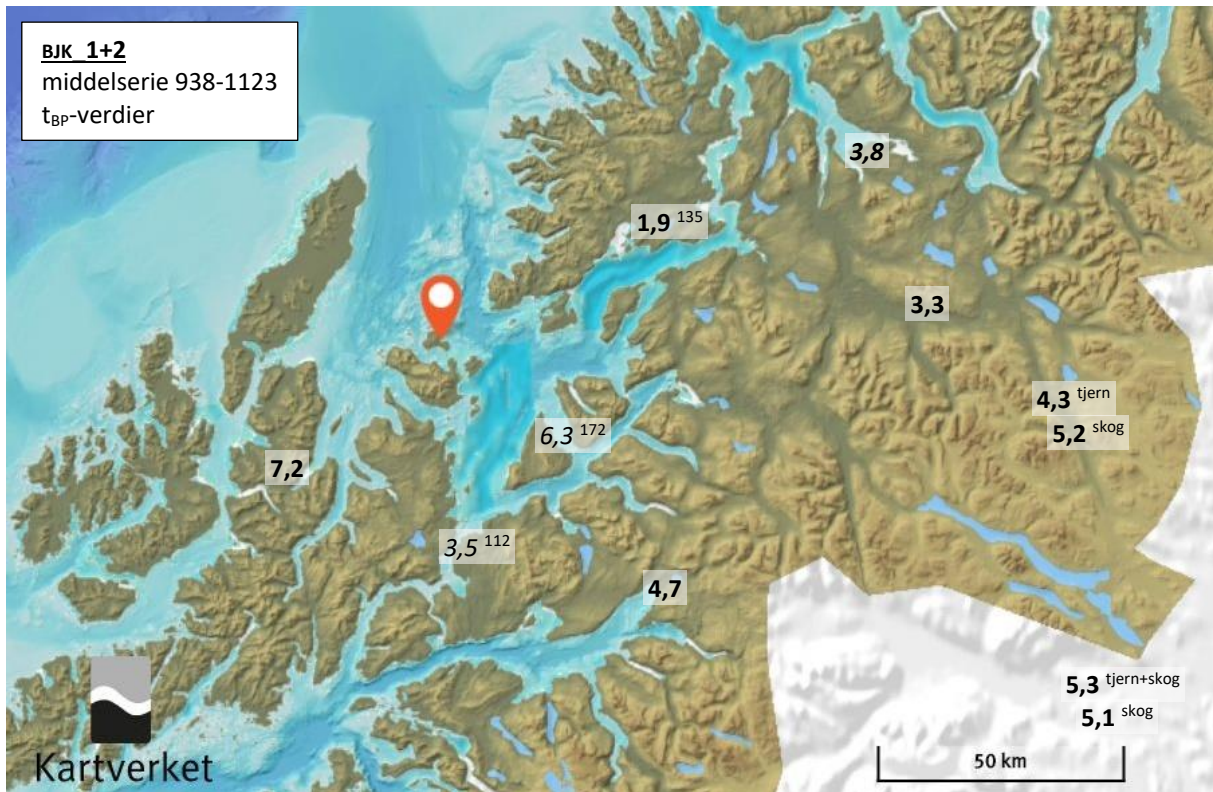 BJK_1+2
middelserie 938-1123
tBP-verdier
3,8
1,9 135
3,3
4,3 tjern
5,2 skog
6,3 172
7,2
3,5 112
4,7
5,3 tjern+skog
5,1 skog
50 km
Kartverket